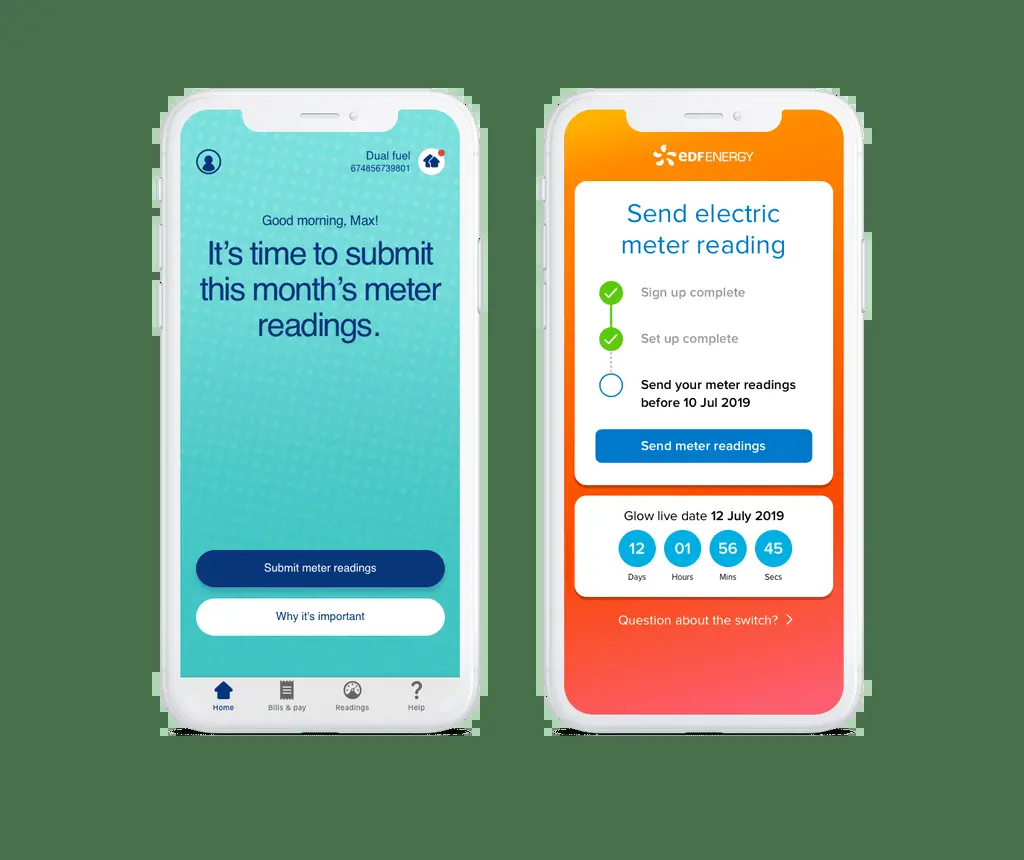 Dual fuel
674856739801
Good morning, Max!
It's time to submit
this month's meter
readings.
Submit meter readings
Why it's important
Home
Bills & pay
Readings
Help
eDF ENERGY
Send electric
meter reading
Sign up complete
Set up complete
Send your meter readings
before 10 Jul 2019
Send meter readings
Glow live date 12 July 2019
12 01 56 45
Days Hours Mins Secs
Question about the switch?